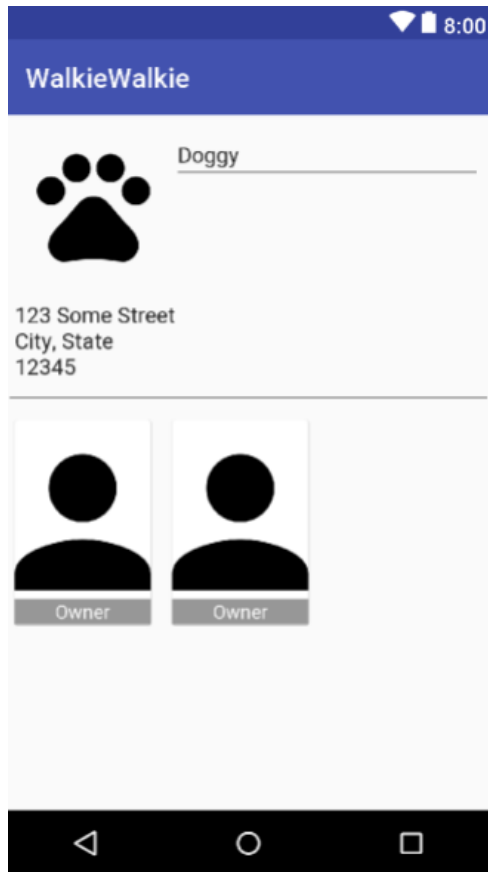 8:00
WalkieWalkie
Doggy
123 Some Street
City, State
12345
Owner
Owner